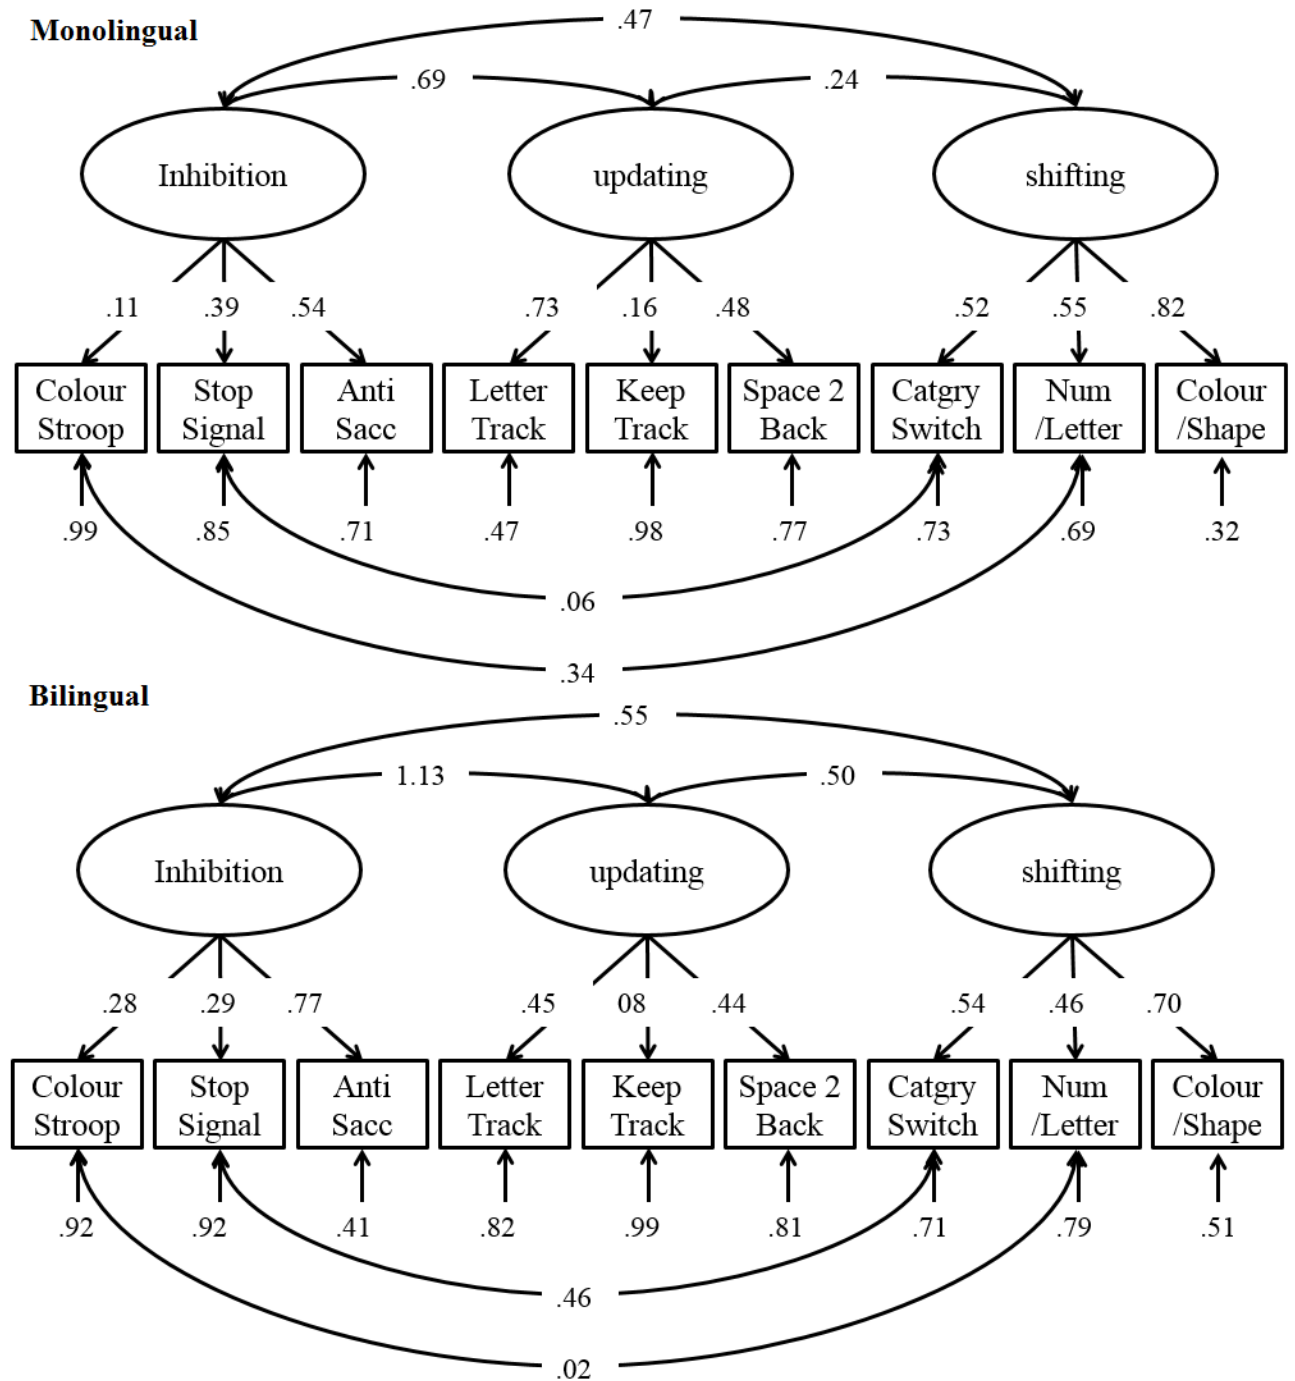 Monolingual
.47
.69
.24
Inhibition
updating
shifting
.11 .39 .54 .73 .16 .48 .52 .55 .82
Colour Stop Anti Letter Keep Space 2 Catgry Num Colour
Stroop Signal Sacc Track Track Back Switch /Letter /Shape
.99 .85 .71 .47 .98 .77 .73 .69 .32
.06
.34
Bilingual
.55
1.13
.50
Inhibition
updating
shifting
.28 .29 .77 .45 08 .44 .54 .46 .70
Colour Stop Anti Letter Keep Space 2 Catgry Num Colour
Stroop Signal Sacc Track Track Back Switch /Letter /Shape
.92 .92 .41 .82 .99 .81 .71 .79 .51
.46
.02